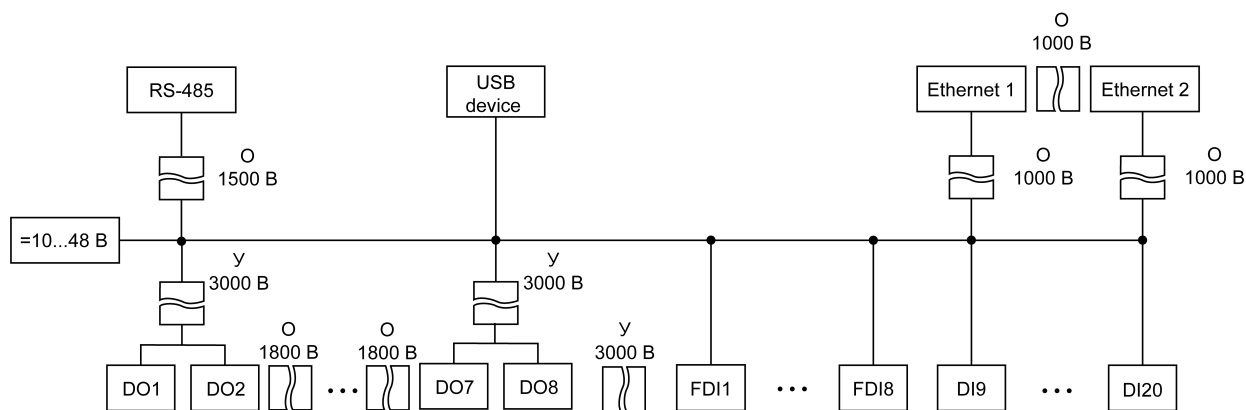 О
1000 В
RS-485
USB
device
Ethernet 1
Ethernet 2
О
1500 В
О
1000 В
О
1000 В
=10...48 В
У
3000 В
У
3000 В
О
1800 В
О
1800 В
У
3000 В
DO1
DO2
...
DO7
DO8
FDI1
...
FDI8
DI9
...
DI20